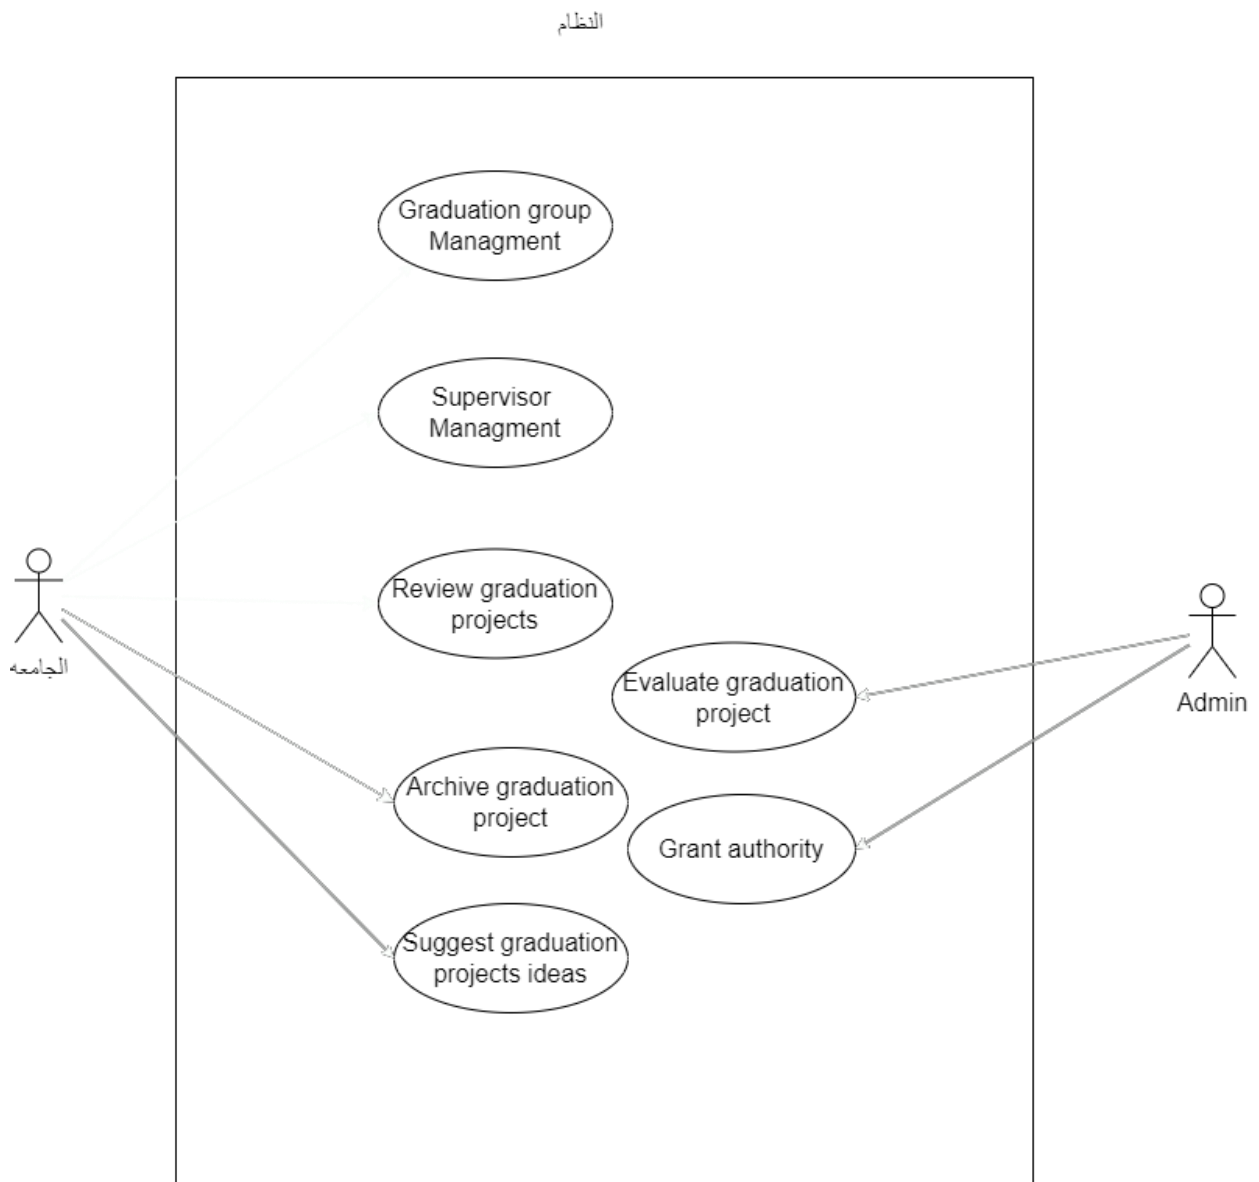 النظام
Graduation group
Managment
Supervisor
Managment
Review graduation
projects
الجامعه
Evaluate graduation
project
Admin
Archive graduation
project
Grant authority
Suggest graduation
projects ideas